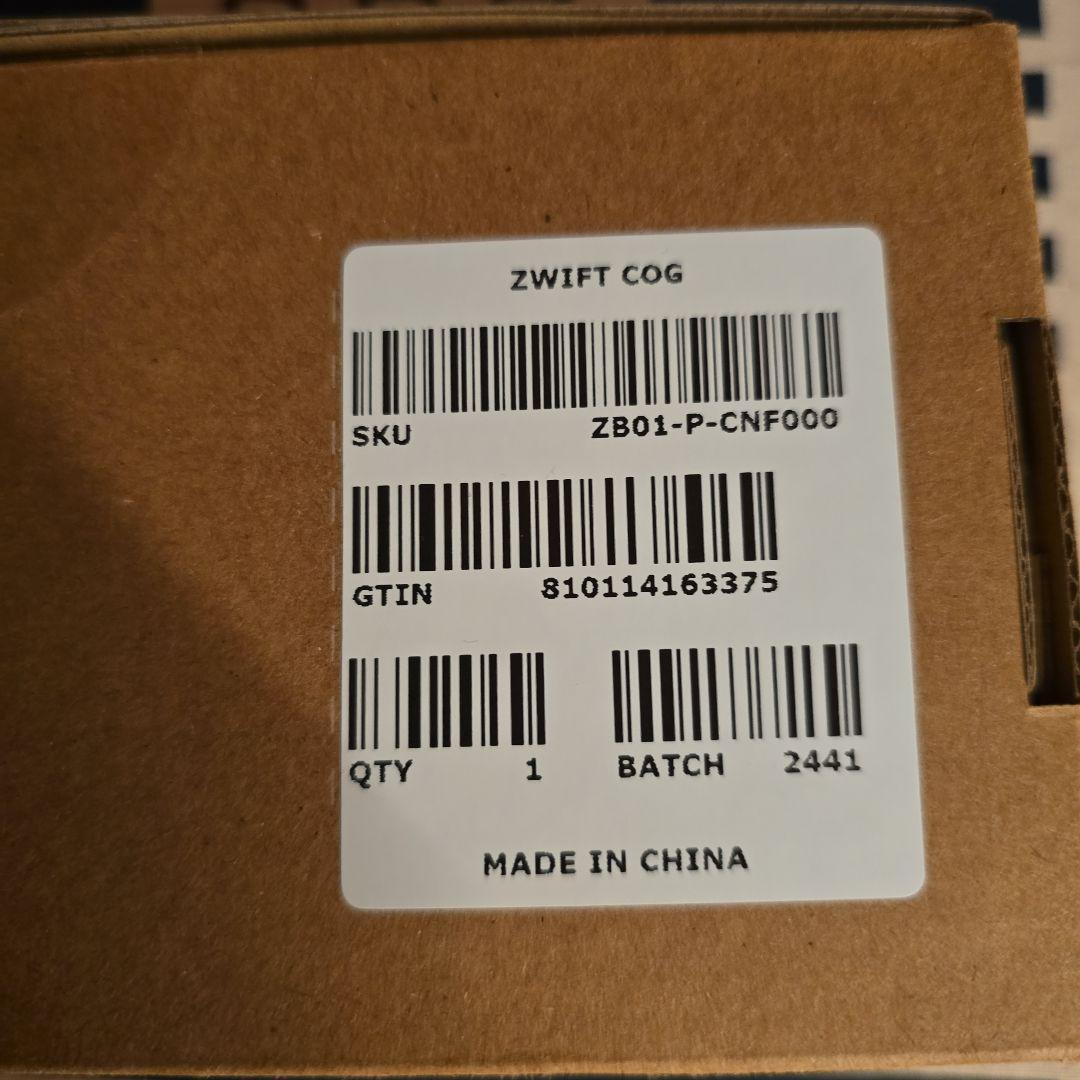 ZWIFT COG
SKU ZB01-P-CNF000
GTIN 810114163375
QTY 1 BATCH 2441
MADE IN CHINA